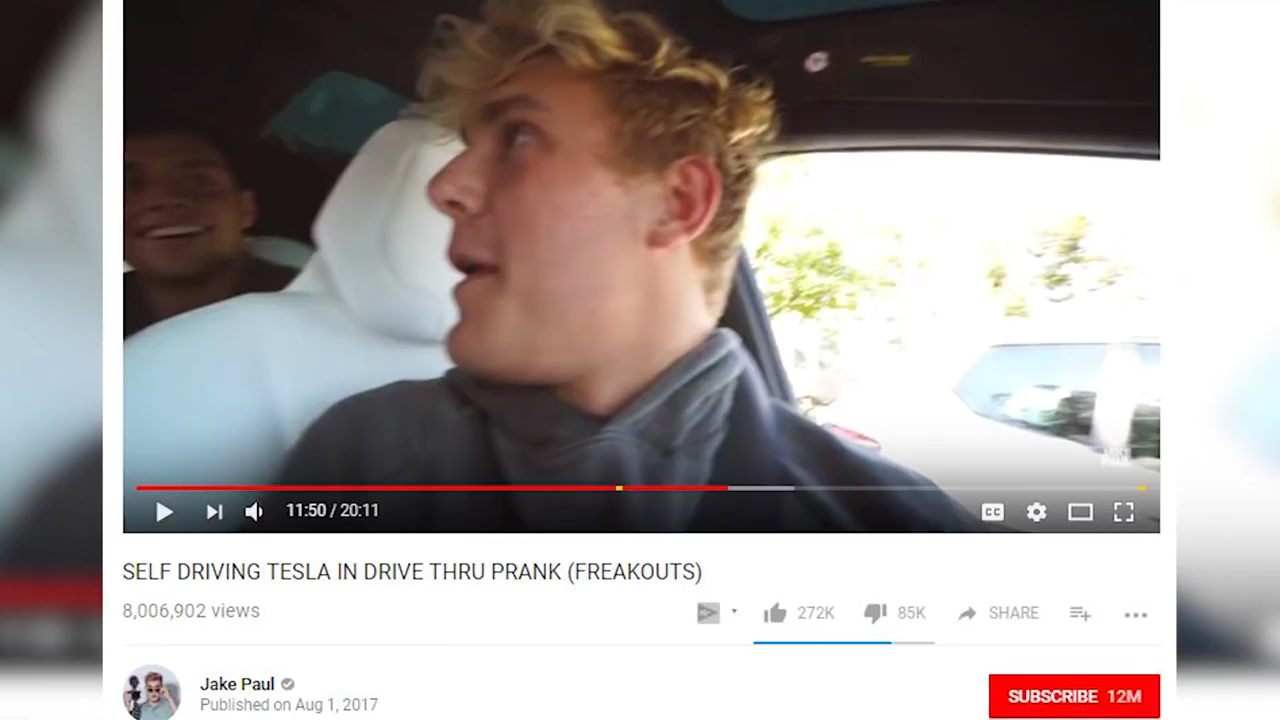 11:50 / 20:11
CC
SELF DRIVING TESLA IN DRIVE THRU PRANK (FREAKOUTS)
8,006,902 views
272K
85K
SHARE
Jake Paul
Published on Aug 1, 2017
SUBSCRIBE 12M